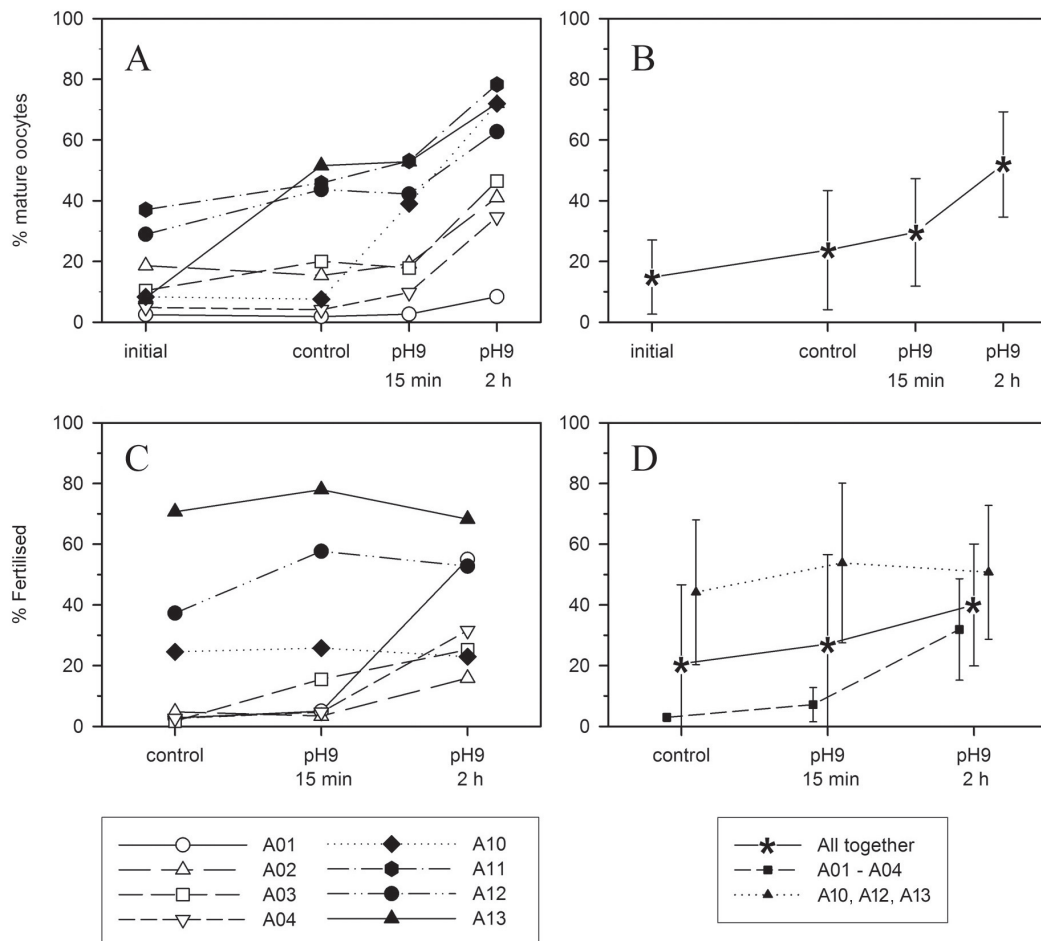 A
% mature oocytes
100
80
60
40
20
0
initial
control
pH9
15 min
pH9
2 h
B
100
80
60
40
20
0
initial
control
pH9
15 min
pH9
2 h
C
% Fertilised
100
80
60
40
20
0
control
pH9
15 min
pH9
2 h
D
100
80
60
40
20
0
control
pH9
15 min
pH9
2 h
A01
A02
A03
A04
A10
A11
A12
A13
All together
A01 - A04
A10, A12, A13